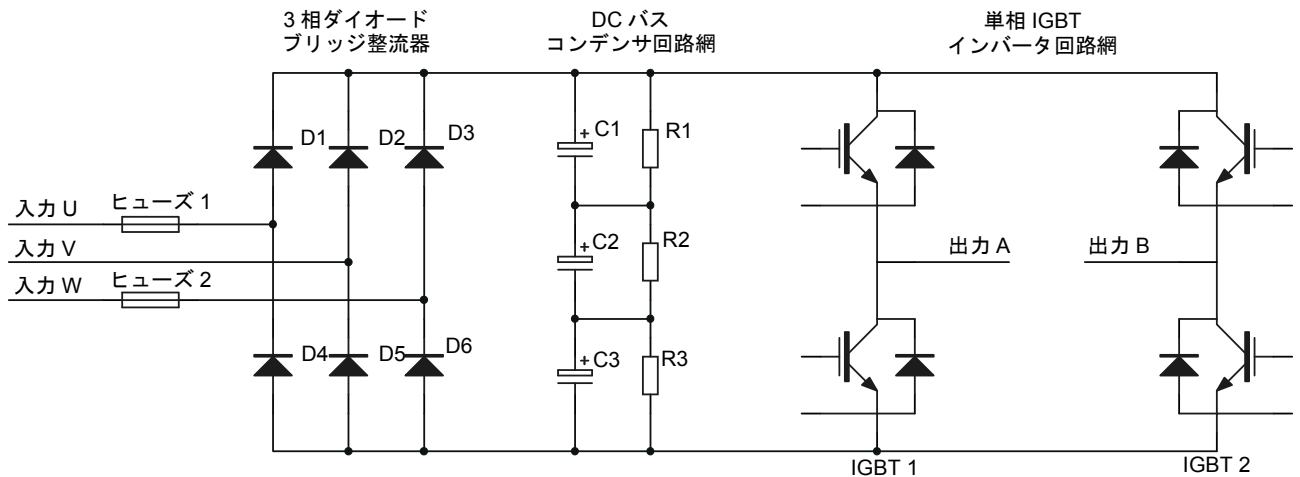 3 相ダイオード
ブリッジ整流器
DC バス
コンデンサ回路網
単相 IGBT
インバータ回路網
D1
D2
D3
C1
R1
入力 U
ヒューズ 1
入力 V
C2
R2
出力 A
出力 B
入力 W
ヒューズ 2
D4
D5
D6
C3
R3
IGBT 1
IGBT 2